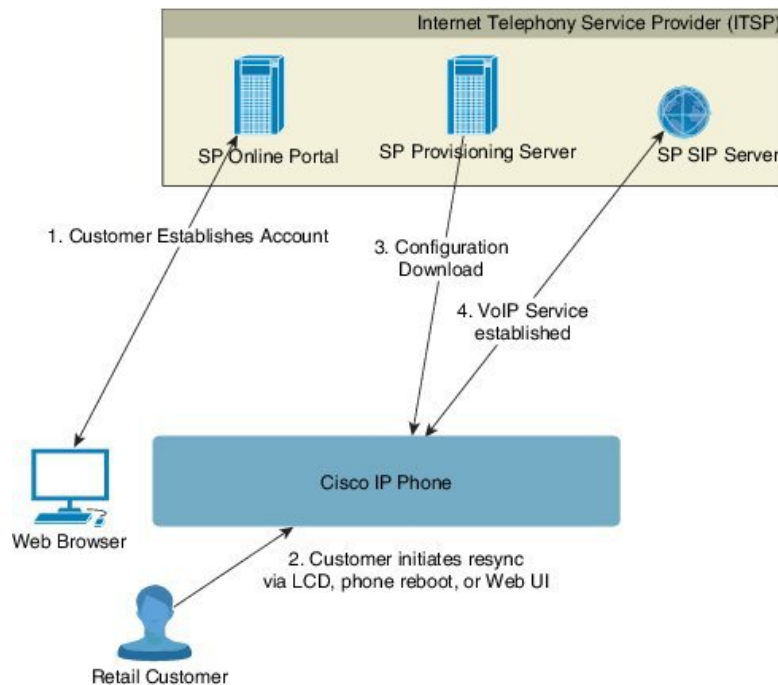 Internet Telephony Service Provider (ITSP)
SP Online Portal
SP Provisioning Server
SP SIP Server
1. Customer Establishes Account
3. Configuration
Download
4. VoIP Service
established
Cisco IP Phone
Web Browser
2. Customer initiates resync
via LCD, phone reboot, or Web UI
Retail Customer